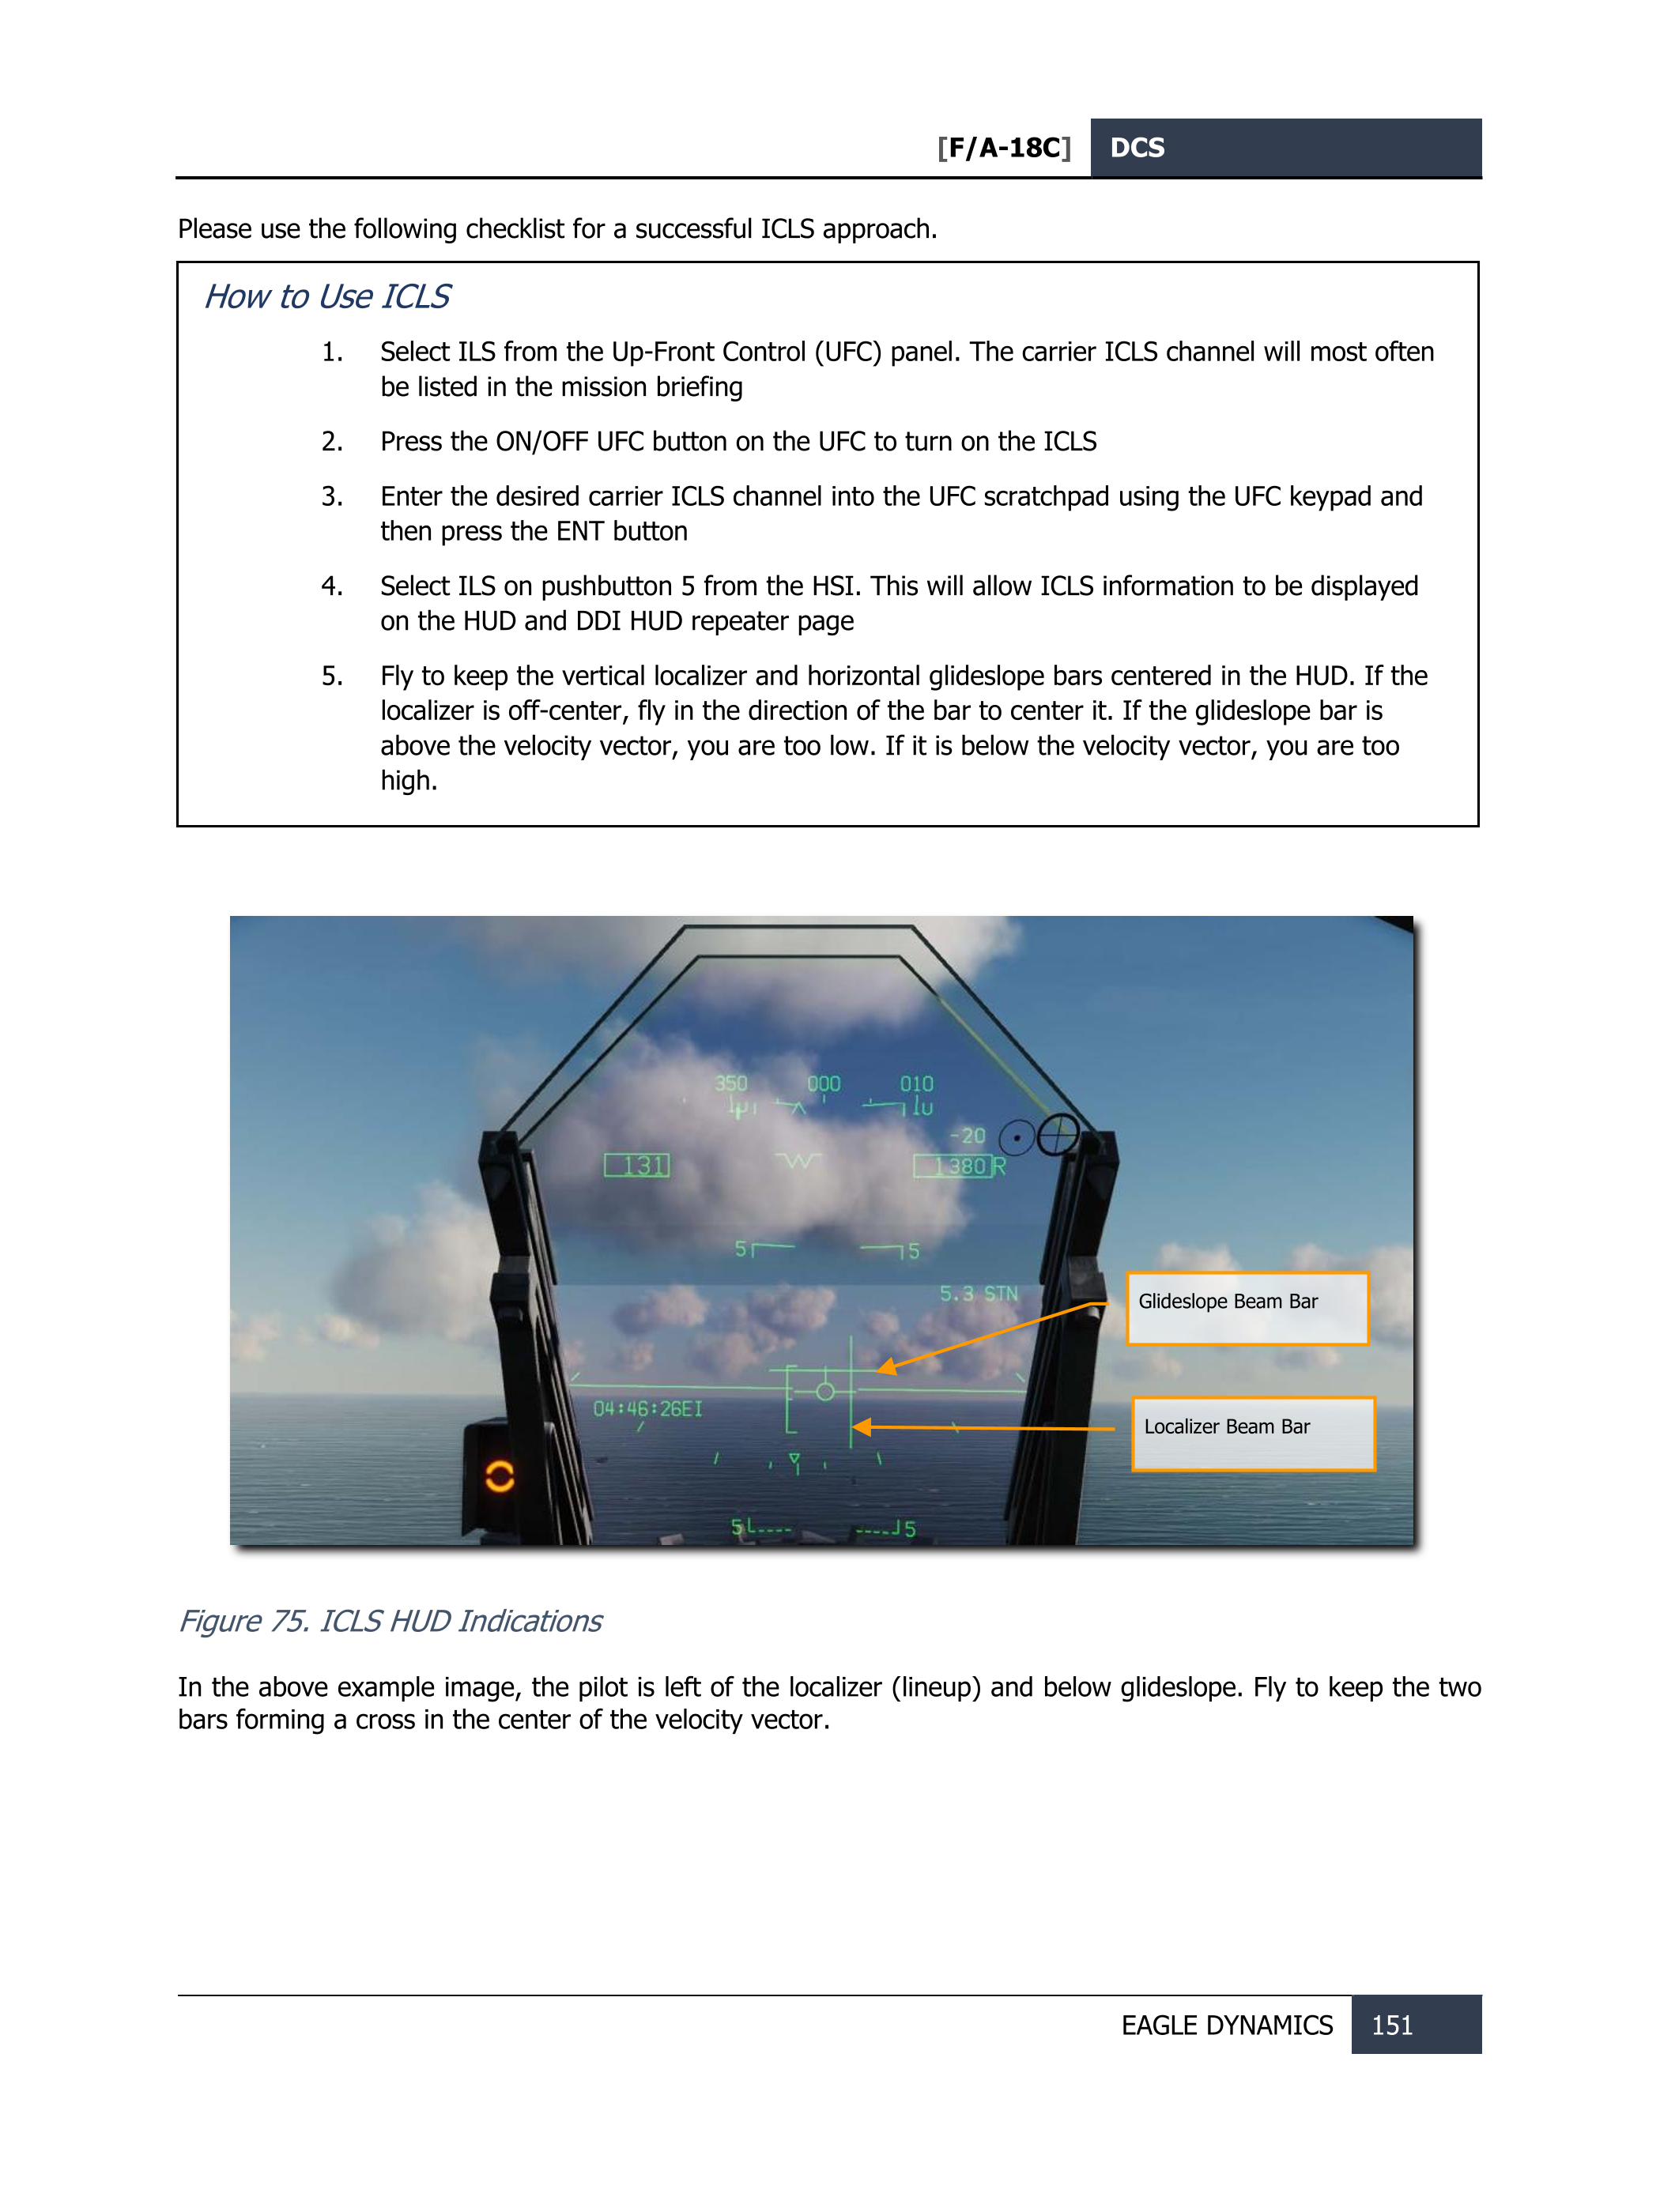 [F/A-18C] DCS
Please use the following checklist for a successful ICLS approach.
How to Use ICLS
1. Select ILS from the Up-Front Control (UFC) panel. The carrier ICLS channel will most often
be listed in the mission briefing
2. Press the ON/OFF UFC button on the UFC to turn on the ICLS
3. Enter the desired carrier ICLS channel into the UFC scratchpad using the UFC keypad and
then press the ENT button
4. Select ILS on pushbutton 5 from the HSI. This will allow ICLS information to be displayed
on the HUD and DDI HUD repeater page
5. Fly to keep the vertical localizer and horizontal glideslope bars centered in the HUD. If the
localizer is off-center, fly in the direction of the bar to center it. If the glideslope bar is
above the velocity vector, you are too low. If it is below the velocity vector, you are too
high.
350 000 010
-20
131 1380 R
5 5
5.3 STN
Glideslope Beam Bar
04:46:26EI
Localizer Beam Bar
5 5
Figure 75. ICLS HUD Indications
In the above example image, the pilot is left of the localizer (lineup) and below glideslope. Fly to keep the two
bars forming a cross in the center of the velocity vector.
EAGLE DYNAMICS 151